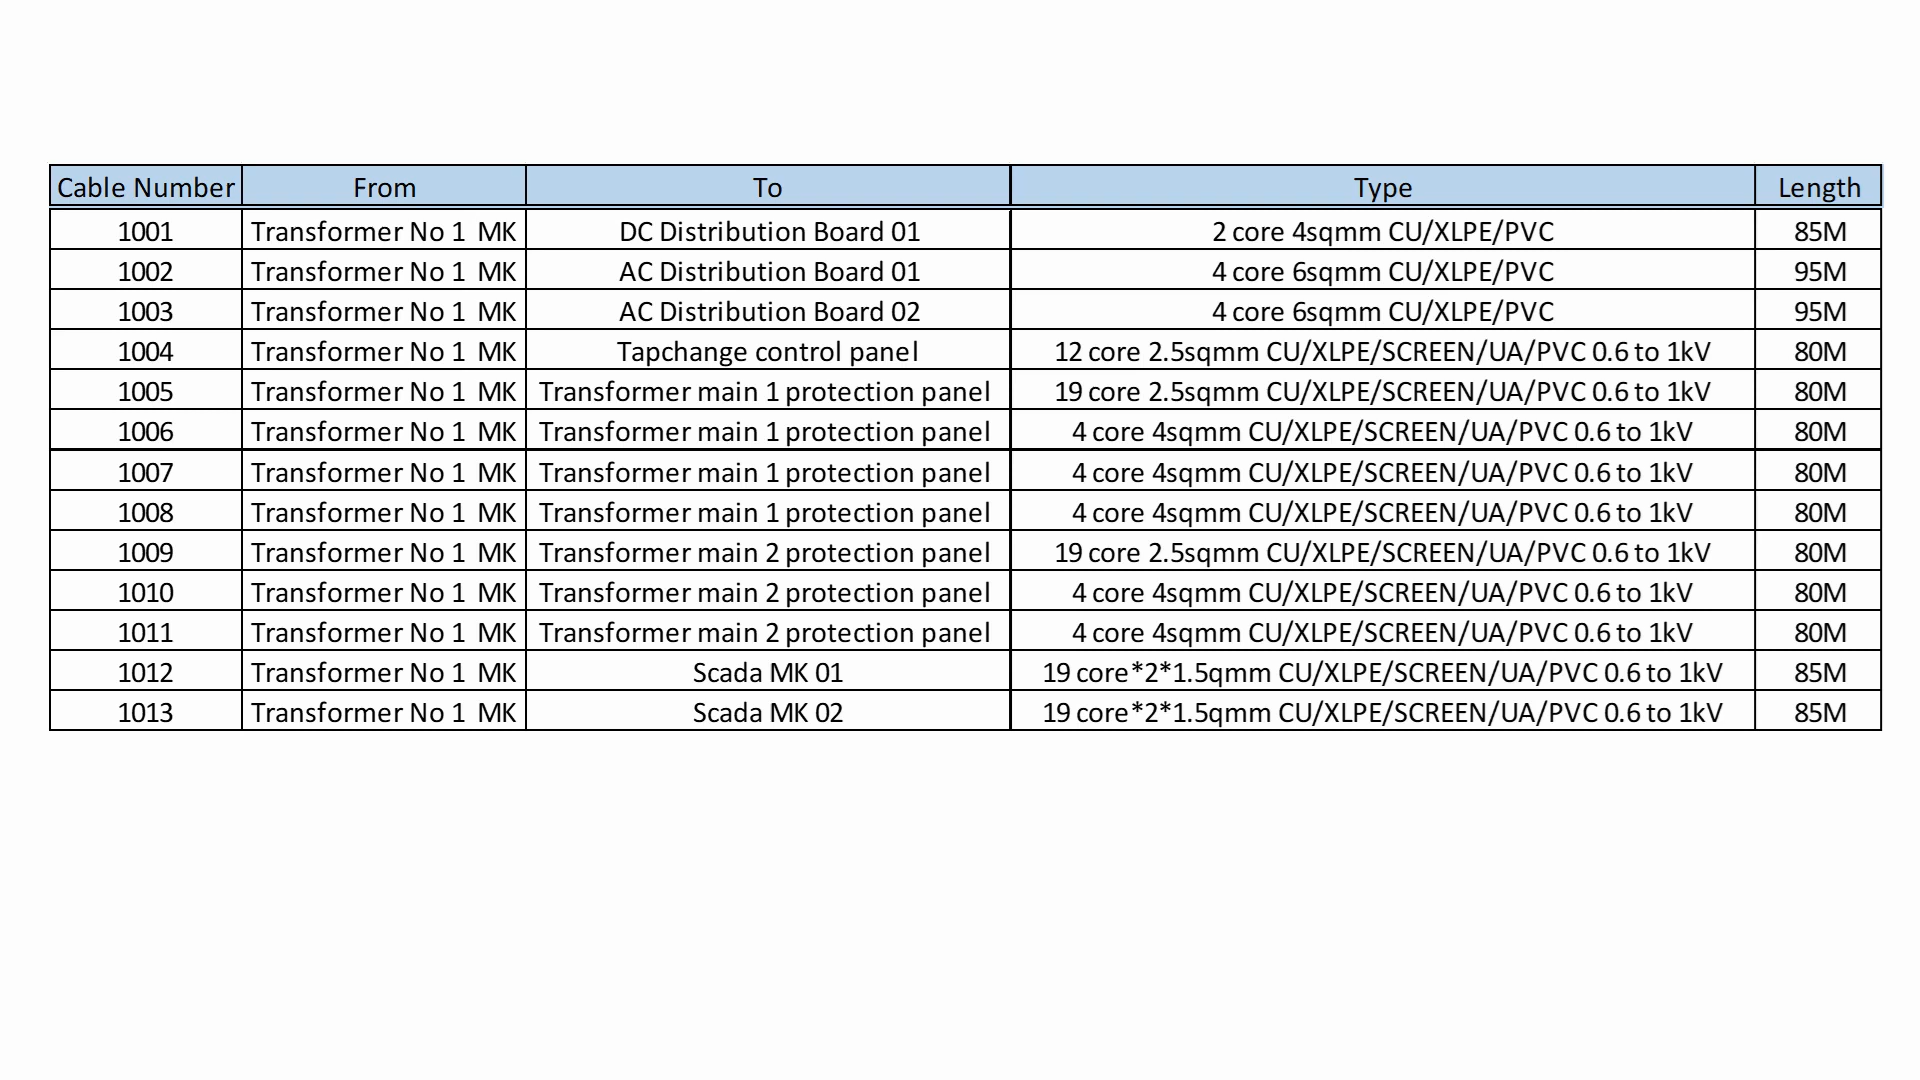 Cable Number From To Type Length
1001 Transformer No 1 MK DC Distribution Board 01 2 core 4sqmm CU/XLPE/PVC 85M
1002 Transformer No 1 MK AC Distribution Board 01 4 core 6sqmm CU/XLPE/PVC 95M
1003 Transformer No 1 MK AC Distribution Board 02 4 core 6sqmm CU/XLPE/PVC 95M
1004 Transformer No 1 MK Tapchange control panel 12 core 2.5sqmm CU/XLPE/SCREEN/UA/PVC 0.6 to 1kV 80M
1005 Transformer No 1 MK Transformer main 1 protection panel 19 core 2.5sqmm CU/XLPE/SCREEN/UA/PVC 0.6 to 1kV 80M
1006 Transformer No 1 MK Transformer main 1 protection panel 4 core 4sqmm CU/XLPE/SCREEN/UA/PVC 0.6 to 1kV 80M
1007 Transformer No 1 MK Transformer main 1 protection panel 4 core 4sqmm CU/XLPE/SCREEN/UA/PVC 0.6 to 1kV 80M
1008 Transformer No 1 MK Transformer main 1 protection panel 4 core 4sqmm CU/XLPE/SCREEN/UA/PVC 0.6 to 1kV 80M
1009 Transformer No 1 MK Transformer main 2 protection panel 19 core 2.5sqmm CU/XLPE/SCREEN/UA/PVC 0.6 to 1kV 80M
1010 Transformer No 1 MK Transformer main 2 protection panel 4 core 4sqmm CU/XLPE/SCREEN/UA/PVC 0.6 to 1kV 80M
1011 Transformer No 1 MK Transformer main 2 protection panel 4 core 4sqmm CU/XLPE/SCREEN/UA/PVC 0.6 to 1kV 80M
1012 Transformer No 1 MK Scada MK 01 19 core*2*1.5qmm CU/XLPE/SCREEN/UA/PVC 0.6 to 1kV 85M
1013 Transformer No 1 MK Scada MK 02 19 core*2*1.5qmm CU/XLPE/SCREEN/UA/PVC 0.6 to 1kV 85M